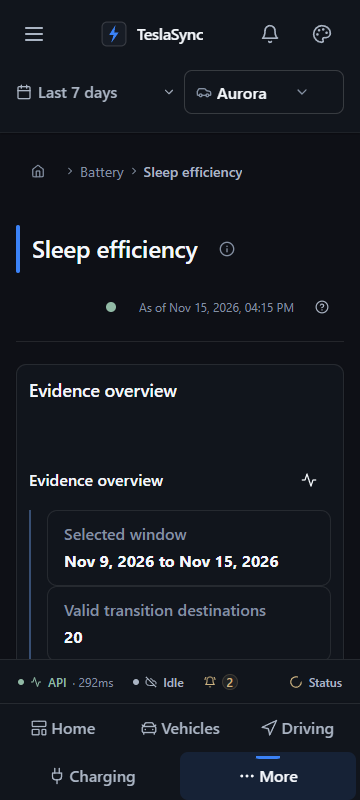 TeslaSync
Last 7 days
Aurora
Battery
Sleep efficiency
Sleep efficiency
As of Nov 15, 2026, 04:15 PM
Evidence overview
Evidence overview
Selected window
Nov 9, 2026 to Nov 15, 2026
Valid transition destinations
20
API · 292ms
Idle
2
Status
Home
Vehicles
Driving
Charging
More